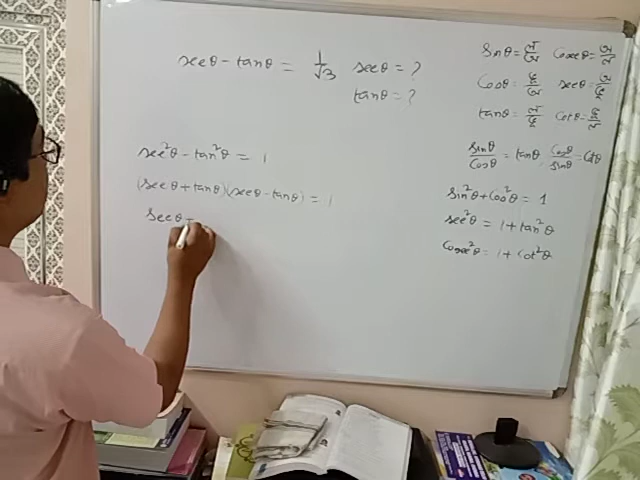 secθ - tanθ = 1/√3 secθ = ?
tanθ = ?
sec²θ - tan²θ = 1
(secθ + tanθ)(secθ - tanθ) = 1
secθ +
sinθ = ল/অ cosecθ = অ/ল
cosθ = ভ/অ secθ = অ/ভ
tanθ = ল/ভ cotθ = ভ/ল
sinθ/cosθ = tanθ cosθ/sinθ = cotθ
sin²θ + cos²θ = 1
sec²θ = 1 + tan²θ
cosec²θ = 1 + cot²θ